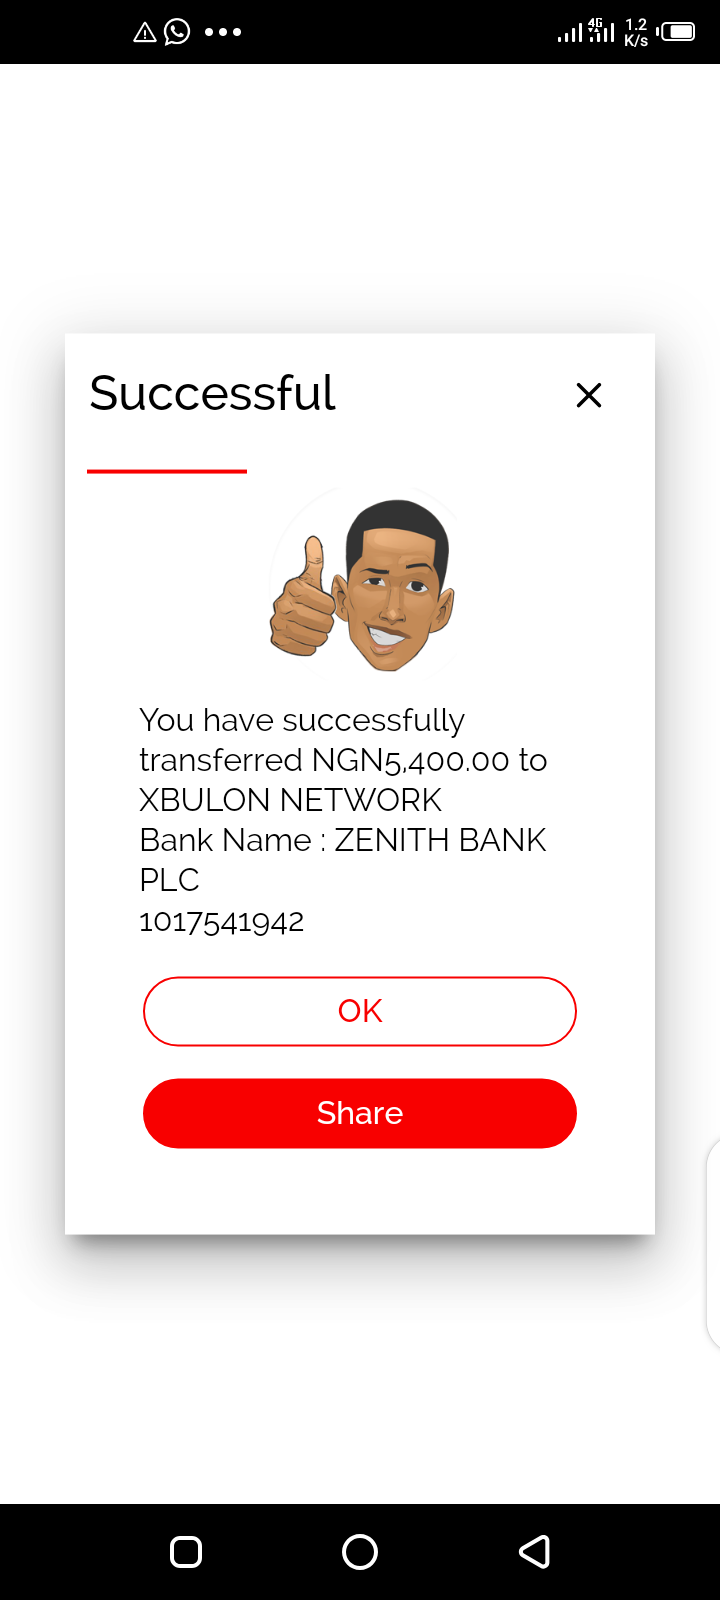 4G
1.2
K/s
Successful
You have successfully
transferred NGN5,400.00 to
XBULON NETWORK
Bank Name : ZENITH BANK
PLC
1017541942
OK
Share